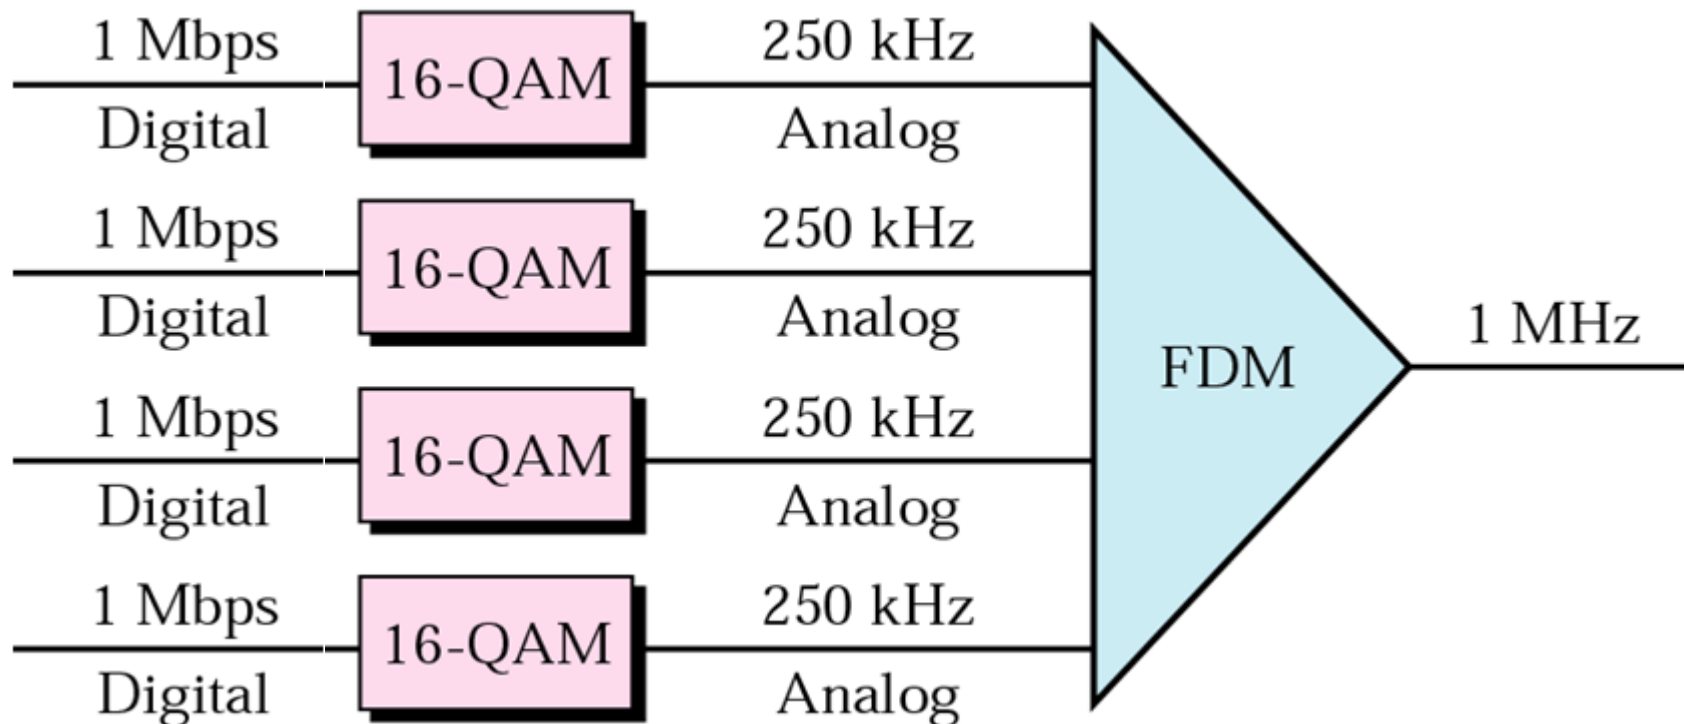 1 Mbps
Digital
16-QAM
250 kHz
Analog
1 Mbps
Digital
16-QAM
250 kHz
Analog
1 Mbps
Digital
16-QAM
250 kHz
Analog
1 Mbps
Digital
16-QAM
250 kHz
Analog
FDM
1 MHz